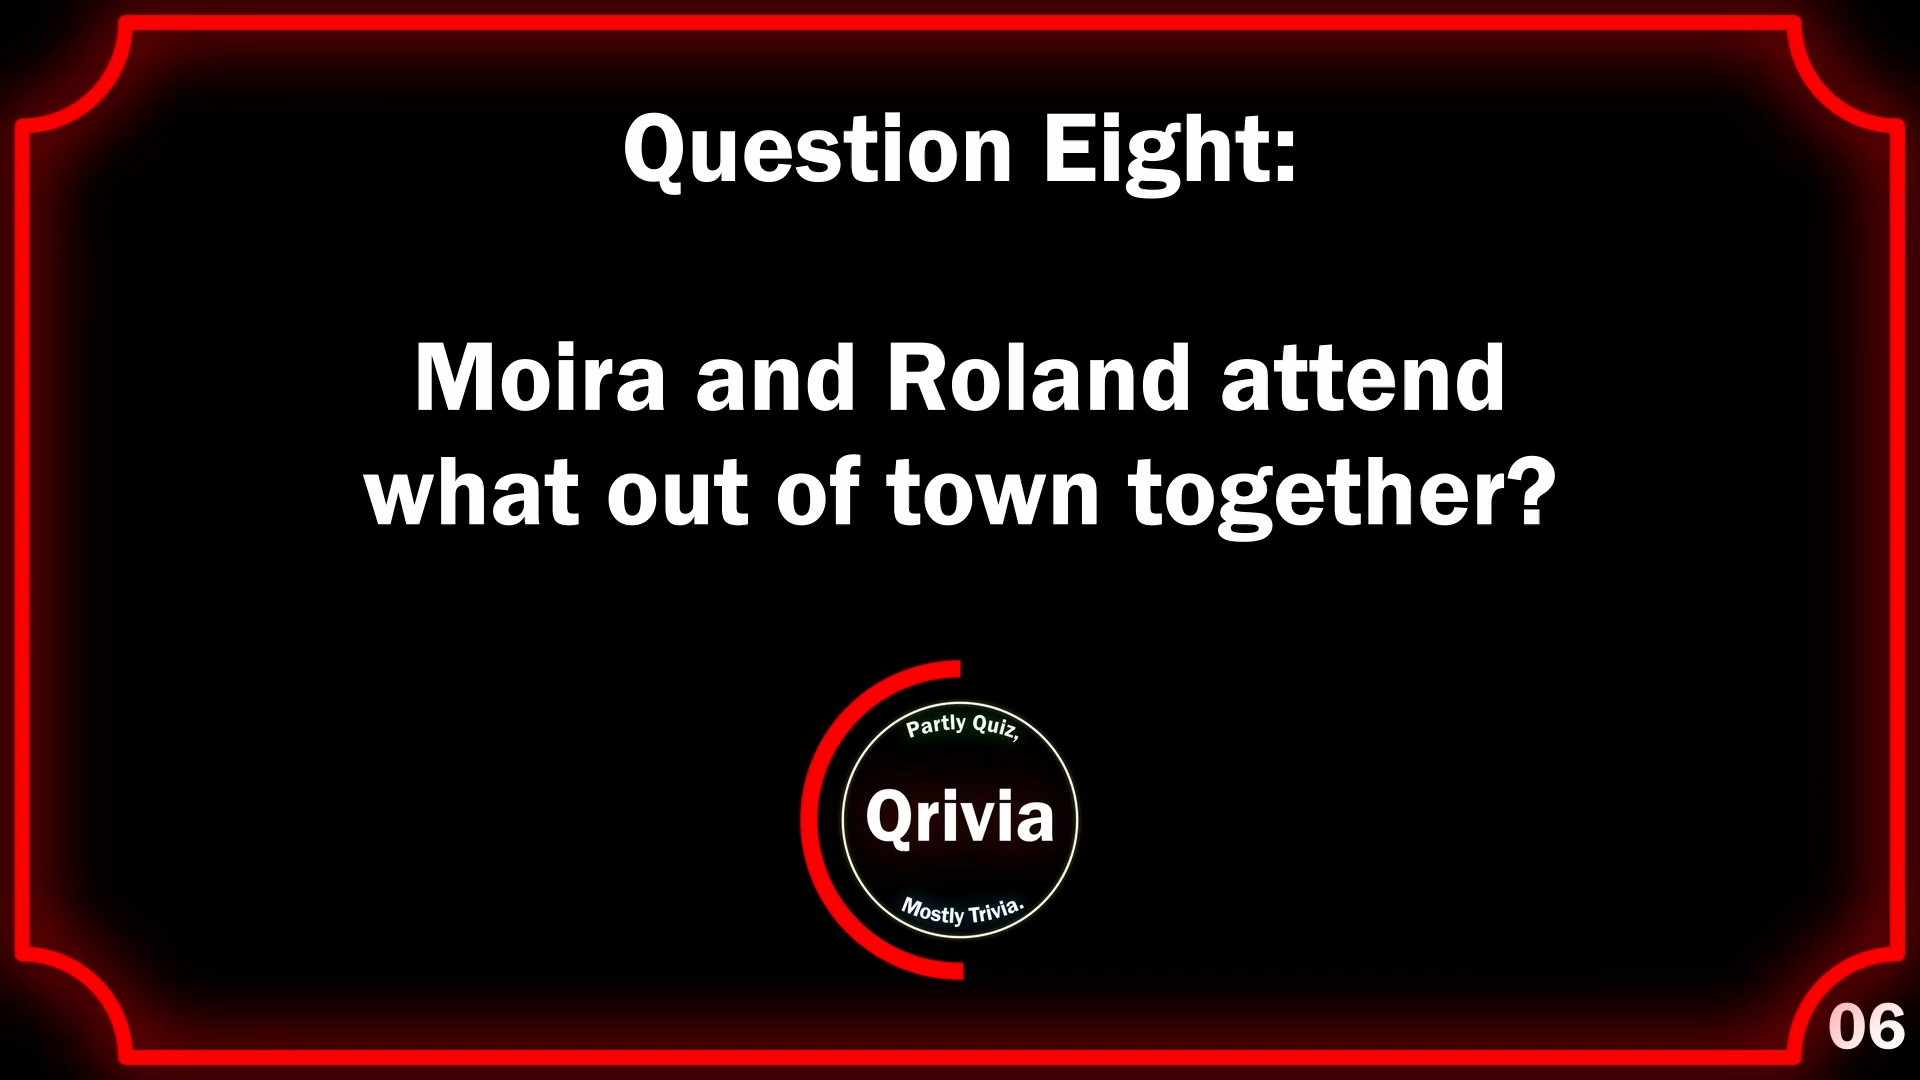 Question Eight:
Moira and Roland attend
what out of town together?
Partly Quiz,
Qrivia
Mostly Trivia.
06